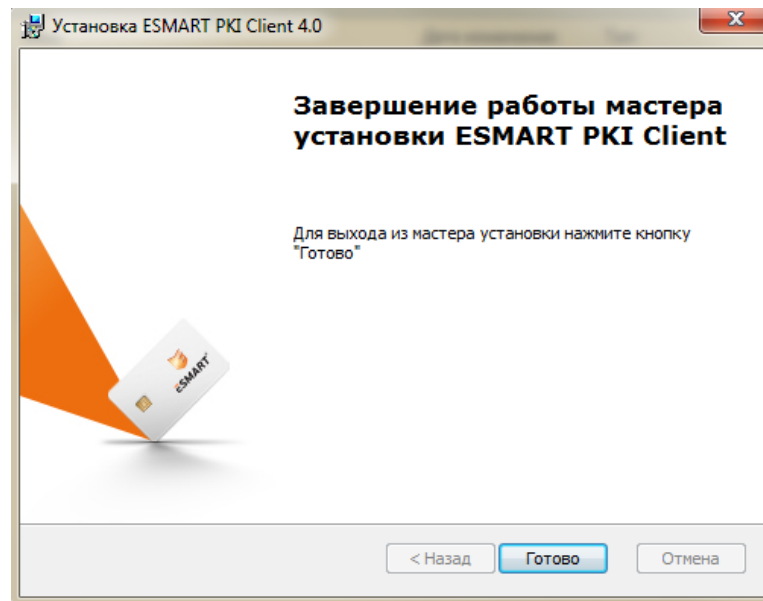 Установка ESMART PKI Client 4.0
Завершение работы мастера
установки ESMART PKI Client
Для выхода из мастера установки нажмите кнопку
"Готово"
ESMART
< Назад
Готово
Отмена